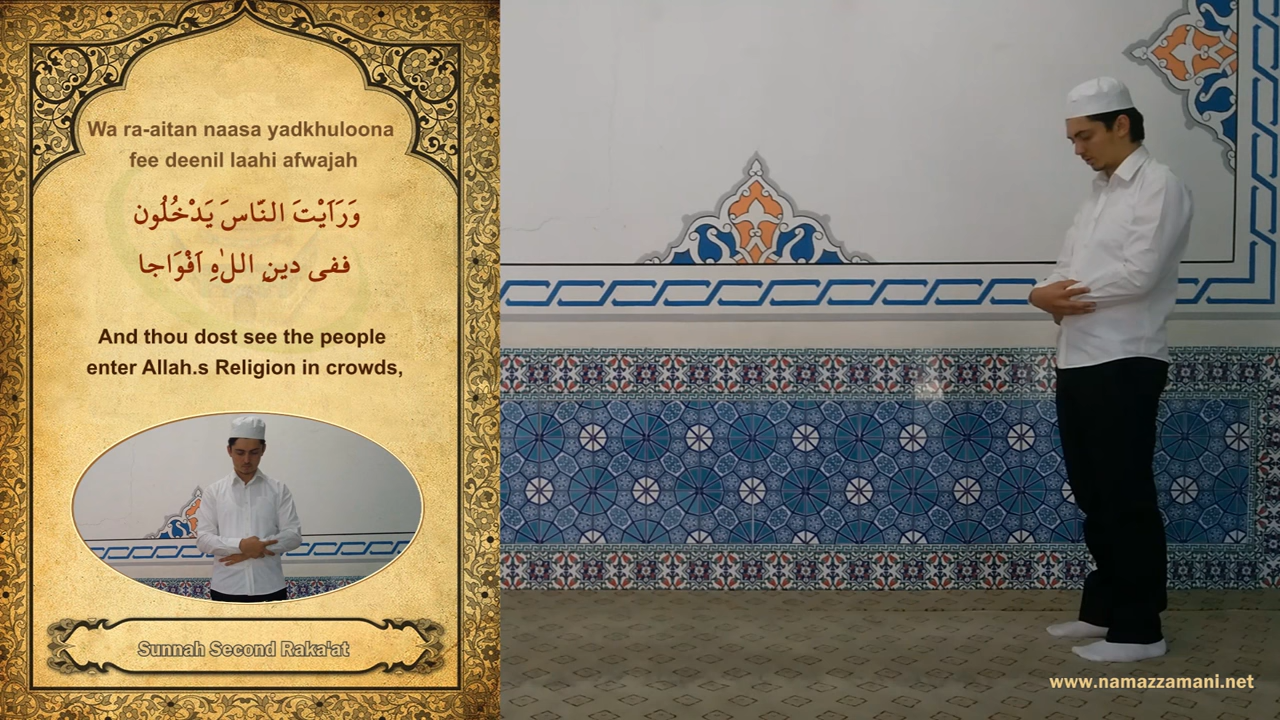 Wa ra-aitan naasa yadkhuloona
fee deenil laahi afwajah
وَرَاَيْتَ النَّاسَ يَدْخُلُون
ففى دينِ اللٰهِ اَفْوَاجا
And thou dost see the people
enter Allah.s Religion in crowds,
Sunnah Second Raka'at
www.namazzamani.net